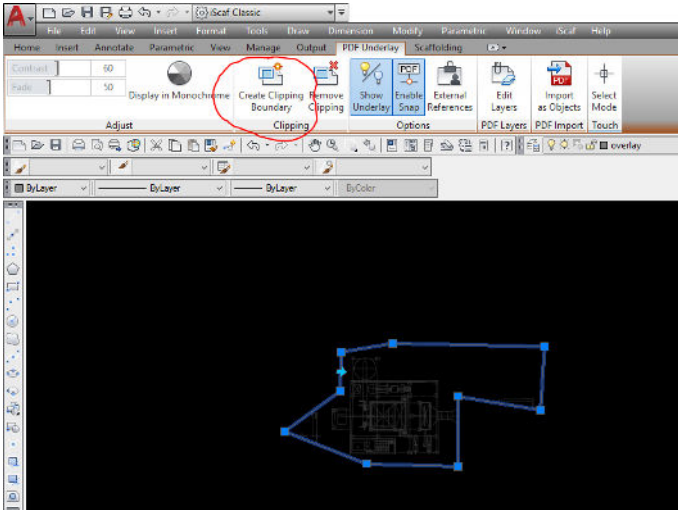 A iScaf Classic
File Edit View Insert Format Tools Draw Dimension Modify Parametric Window iScaf Help
Home Insert Annotate Parametric View Manage Output PDF Underlay Scaffolding
Contrast 60
Fade 50
Display in Monochrome
Create Clipping Boundary
Remove Clipping
Show Underlay
Enable Snap
External References
Edit Layers
Import as Objects
Select Mode
PDF
PDF
Adjust Clipping Options PDF Layers PDF Import Touch
overlay
ByLayer ByLayer ByLayer ByColor